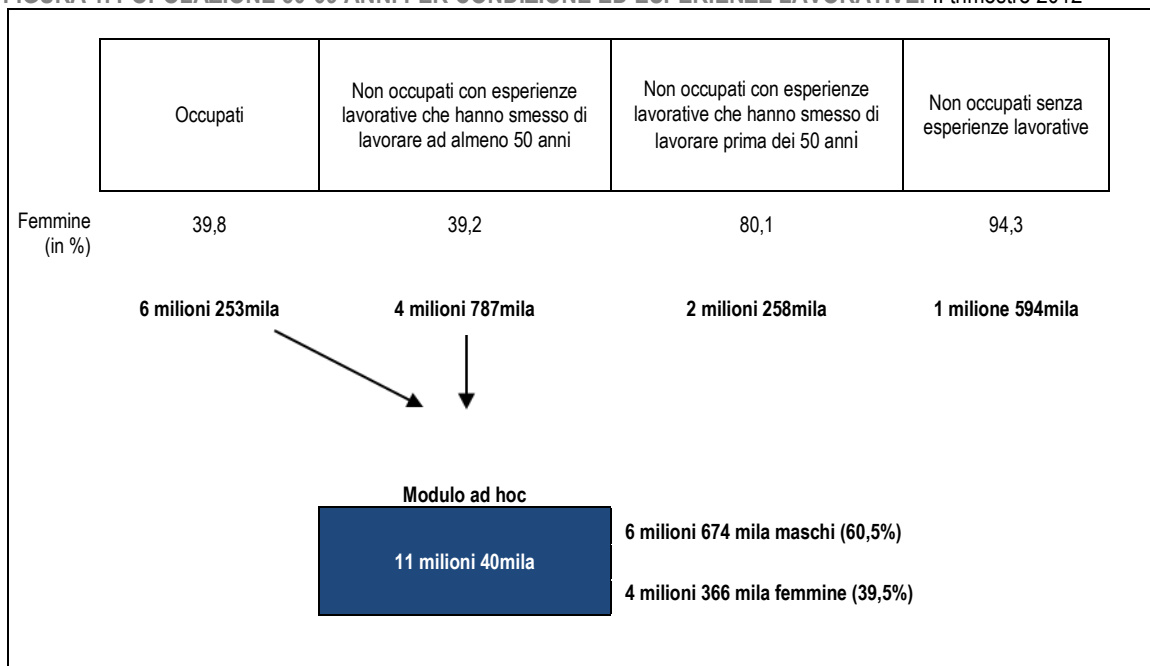 Occupati
Non occupati con esperienze
lavorative che hanno smesso di
lavorare ad almeno 50 anni
Non occupati con esperienze
lavorative che hanno smesso di
lavorare prima dei 50 anni
Non occupati senza
esperienze lavorative
Femmine
(in %)
39,8
39,2
80,1
94,3
6 milioni 253mila
4 milioni 787mila
2 milioni 258mila
1 milione 594mila
Modulo ad hoc
11 milioni 40mila
6 milioni 674 mila maschi (60,5%)
4 milioni 366 mila femmine (39,5%)